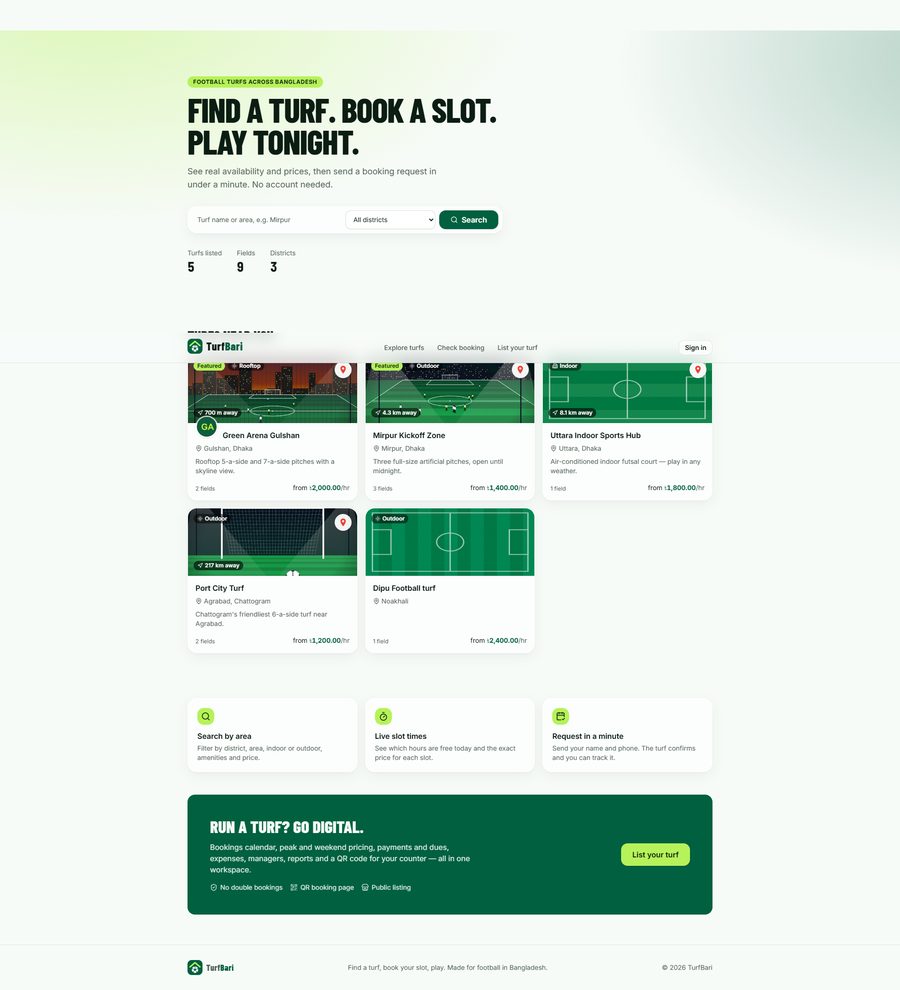 FOOTBALL TURFS ACROSS BANGLADESH
FIND A TURF. BOOK A SLOT.
PLAY TONIGHT.
See real availability and prices, then send a booking request in
under a minute. No account needed.
Turf name or area, e.g. Mirpur
All districts
Search
Turfs listed
Fields
Districts
5
9
3
TurfBari
Explore turfs
Check booking
List your turf
Sign in
Featured
Rooftop
700 m away
GA
Green Arena Gulshan
Gulshan, Dhaka
Rooftop 5-a-side and 7-a-side pitches with a
skyline view.
2 fields
from ৳2,000.00/hr
Featured
Outdoor
4.3 km away
Mirpur Kickoff Zone
Mirpur, Dhaka
Three full-size artificial pitches, open until
midnight.
3 fields
from ৳1,400.00/hr
Indoor
8.1 km away
Uttara Indoor Sports Hub
Uttara, Dhaka
Air-conditioned indoor futsal court — play in any
weather.
1 field
from ৳1,800.00/hr
Outdoor
217 km away
Port City Turf
Agrabad, Chattogram
Chattogram's friendliest 6-a-side turf near
Agrabad.
2 fields
from ৳1,200.00/hr
Outdoor
Dipu Football turf
Noakhali
1 field
from ৳2,400.00/hr
Search by area
Filter by district, area, indoor or outdoor,
amenities and price.
Live slot times
See which hours are free today and the exact
price for each slot.
Request in a minute
Send your name and phone. The turf confirms
and you can track it.
RUN A TURF? GO DIGITAL.
Bookings calendar, peak and weekend pricing, payments and dues,
expenses, managers, reports and a QR code for your counter — all in one
workspace.
No double bookings
QR booking page
Public listing
List your turf
TurfBari
Find a turf, book your slot, play. Made for football in Bangladesh.
© 2026 TurfBari